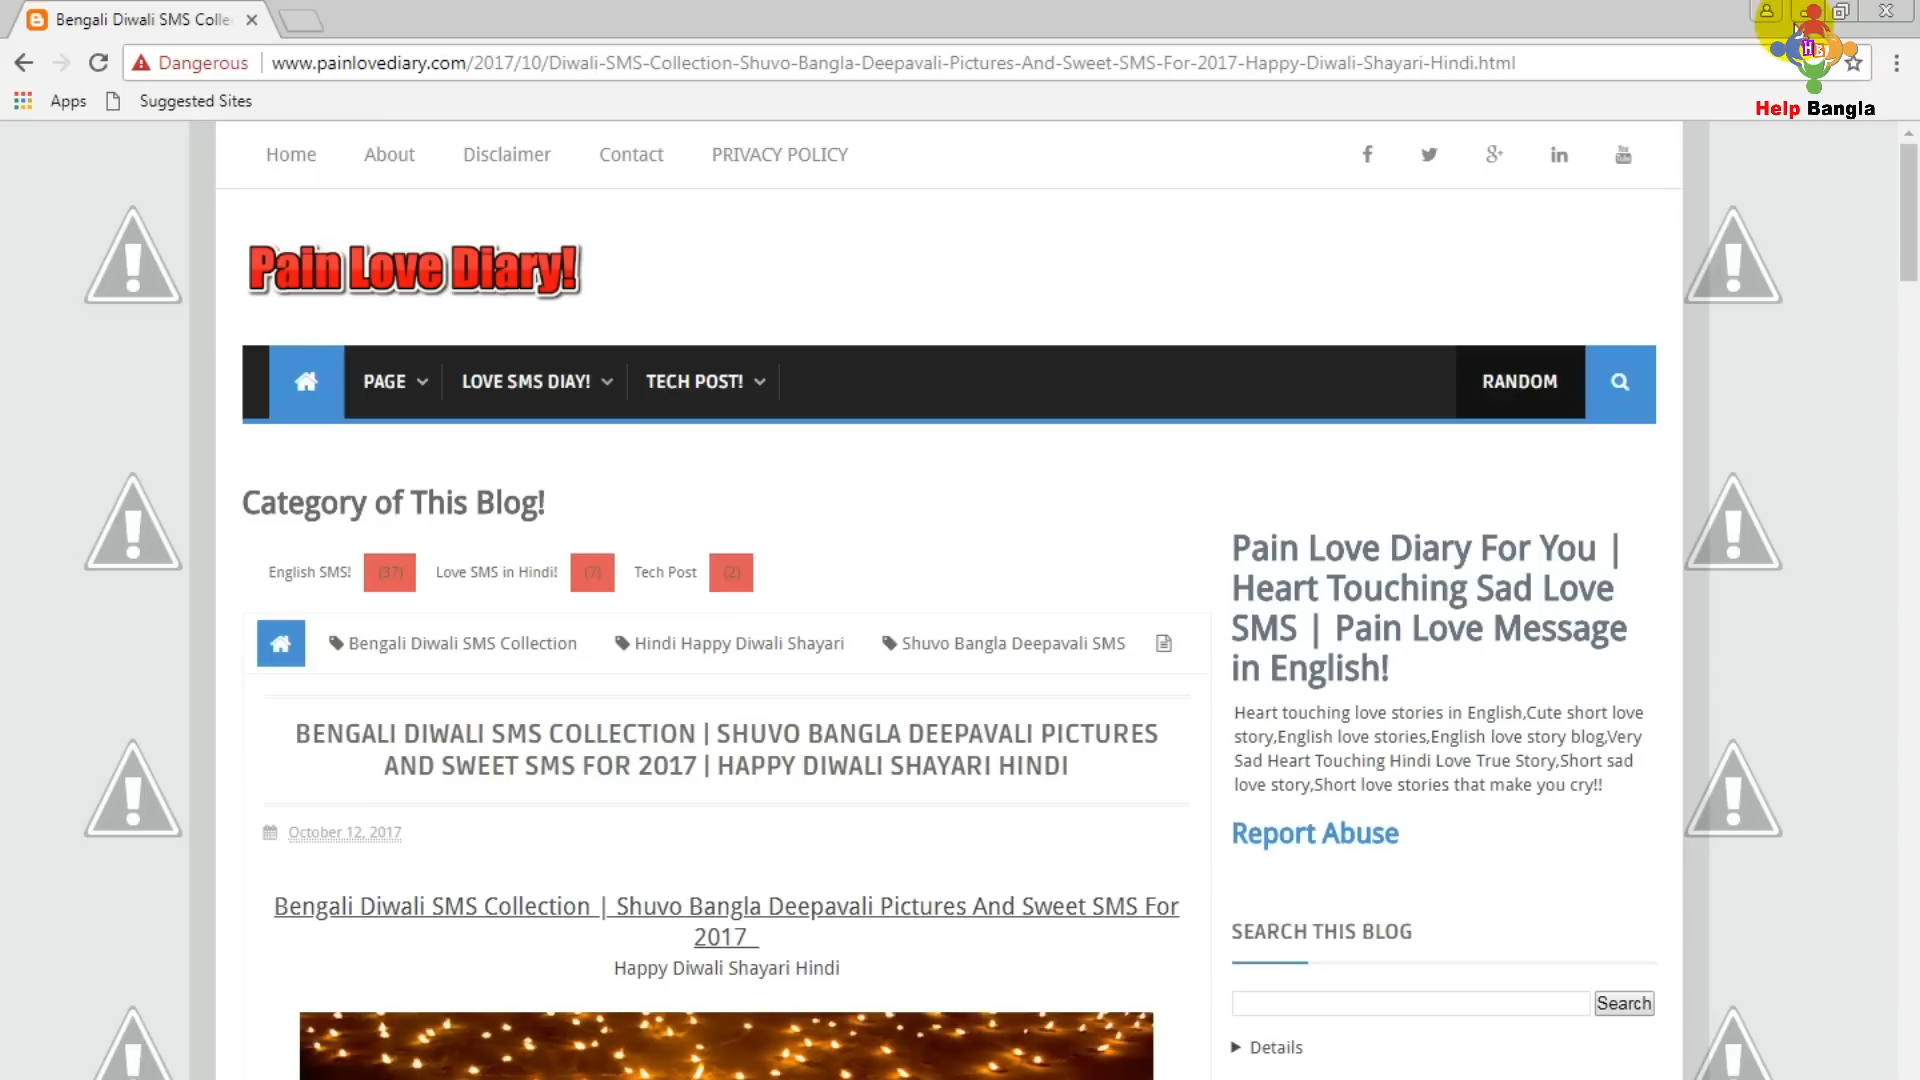 Bengali Diwali SMS Colle
Dangerous
www.painlovediary.com/2017/10/Diwali-SMS-Collection-Shuvo-Bangla-Deepavali-Pictures-And-Sweet-SMS-For-2017-Happy-Diwali-Shayari-Hindi.html
HB
Apps
Suggested Sites
Help Bangla
Home
About
Disclaimer
Contact
PRIVACY POLICY
Pain Love Diary!
PAGE
LOVE SMS DIAY!
TECH POST!
RANDOM
Category of This Blog!
English SMS! (37) Love SMS in Hindi! (7) Tech Post (2)
Bengali Diwali SMS Collection
Hindi Happy Diwali Shayari
Shuvo Bangla Deepavali SMS
BENGALI DIWALI SMS COLLECTION | SHUVO BANGLA DEEPAVALI PICTURES
AND SWEET SMS FOR 2017 | HAPPY DIWALI SHAYARI HINDI
October 12, 2017
Bengali Diwali SMS Collection | Shuvo Bangla Deepavali Pictures And Sweet SMS For
2017
Happy Diwali Shayari Hindi
Pain Love Diary For You |
Heart Touching Sad Love
SMS | Pain Love Message
in English!
Heart touching love stories in English,Cute short love
story,English love stories,English love story blog,Very
Sad Heart Touching Hindi Love True Story,Short sad
love story,Short love stories that make you cry!!
Report Abuse
SEARCH THIS BLOG
Search
Details